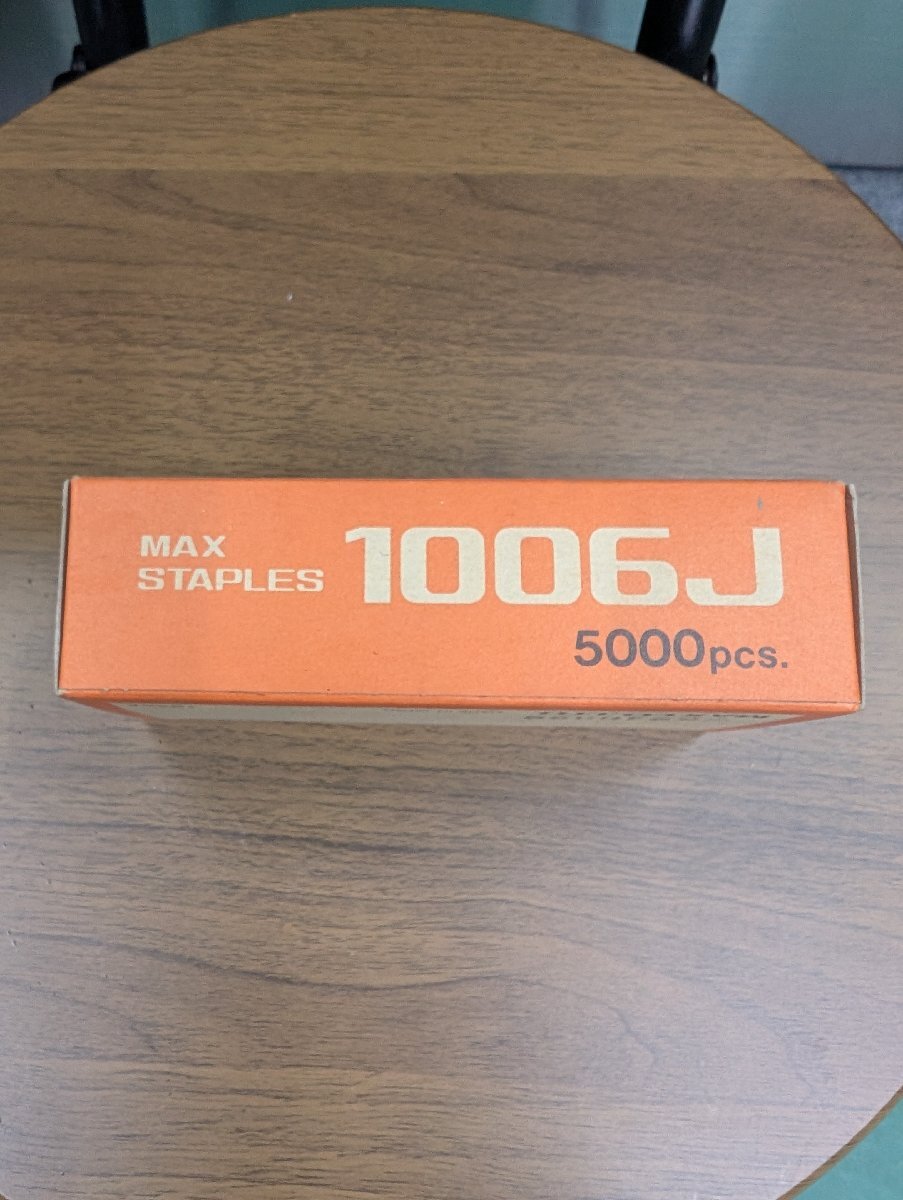 MAX
STAPLES
1006J
5000pcs.